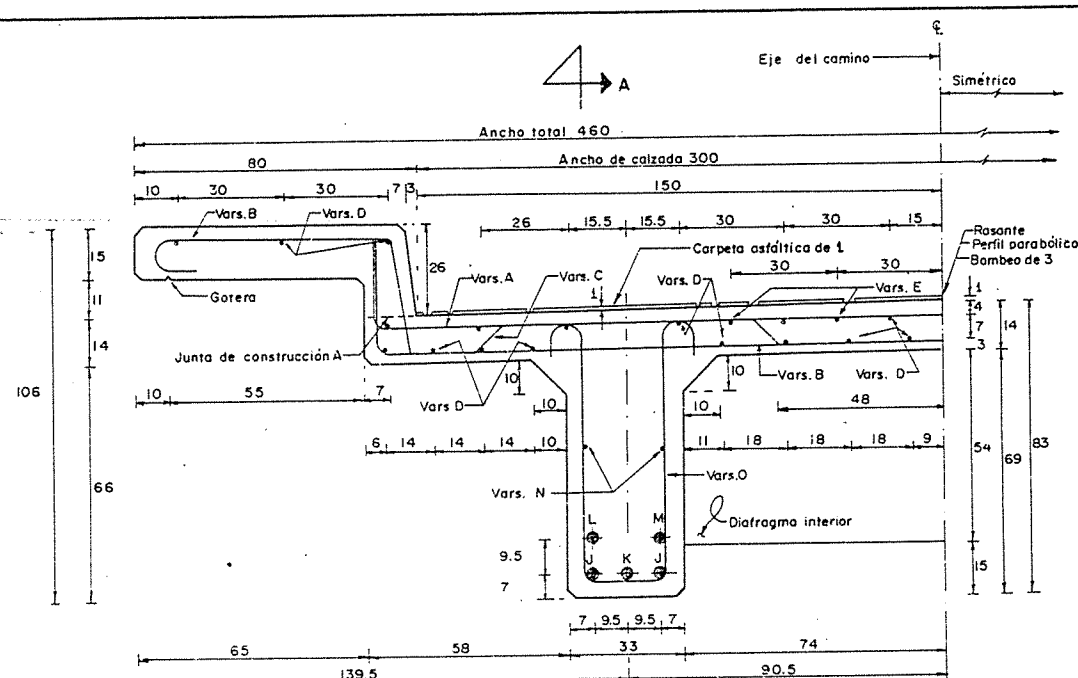 ℄
Eje del camino
Simétrico
A
Ancho total 460
80
Ancho de calzada 300
10
30
30
7
3
150
Vars.B
Vars.D
26
15.5
15.5
30
30
15
Carpeta asfáltica de 1
Rasante
Perfil parabólico
Bombeo de 3
15
26
30
30
Gotera
Vars.A
Vars.C
1
Vars.D
Vars.E
1
11
4
7
14
14
3
Junta de construcción A
106
10
55
7
Vars D
10
10
Vars.B
Vars. D
10
10
48
6
14
14
14
10
11
18
18
18
9
54
69
83
66
Vars. N
Vars.O
L
M
Diafragma interior
9.5
J
K
J
7
15
7
9.5
9.5
7
65
58
33
74
139.5
90.5